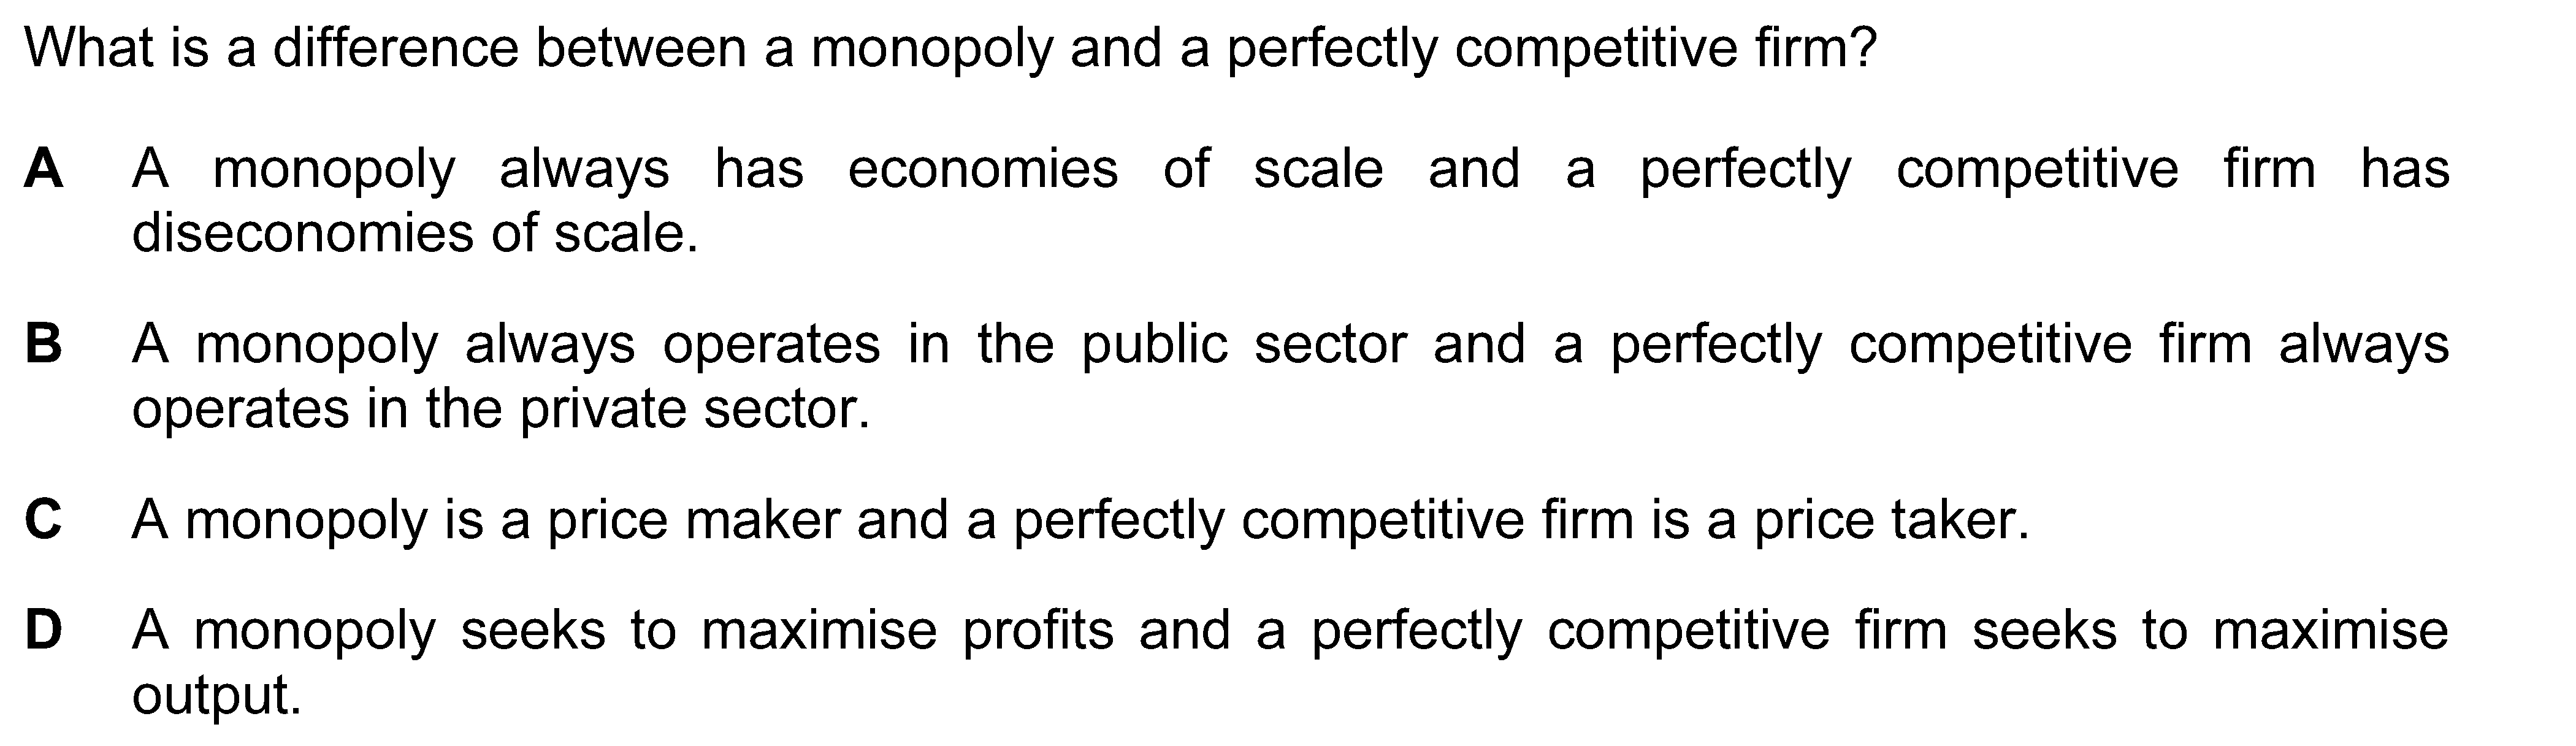 What is a difference between a monopoly and a perfectly competitive firm?
A A monopoly always has economies of scale and a perfectly competitive firm has
diseconomies of scale.
B A monopoly always operates in the public sector and a perfectly competitive firm always
operates in the private sector.
C A monopoly is a price maker and a perfectly competitive firm is a price taker.
D A monopoly seeks to maximise profits and a perfectly competitive firm seeks to maximise
output.